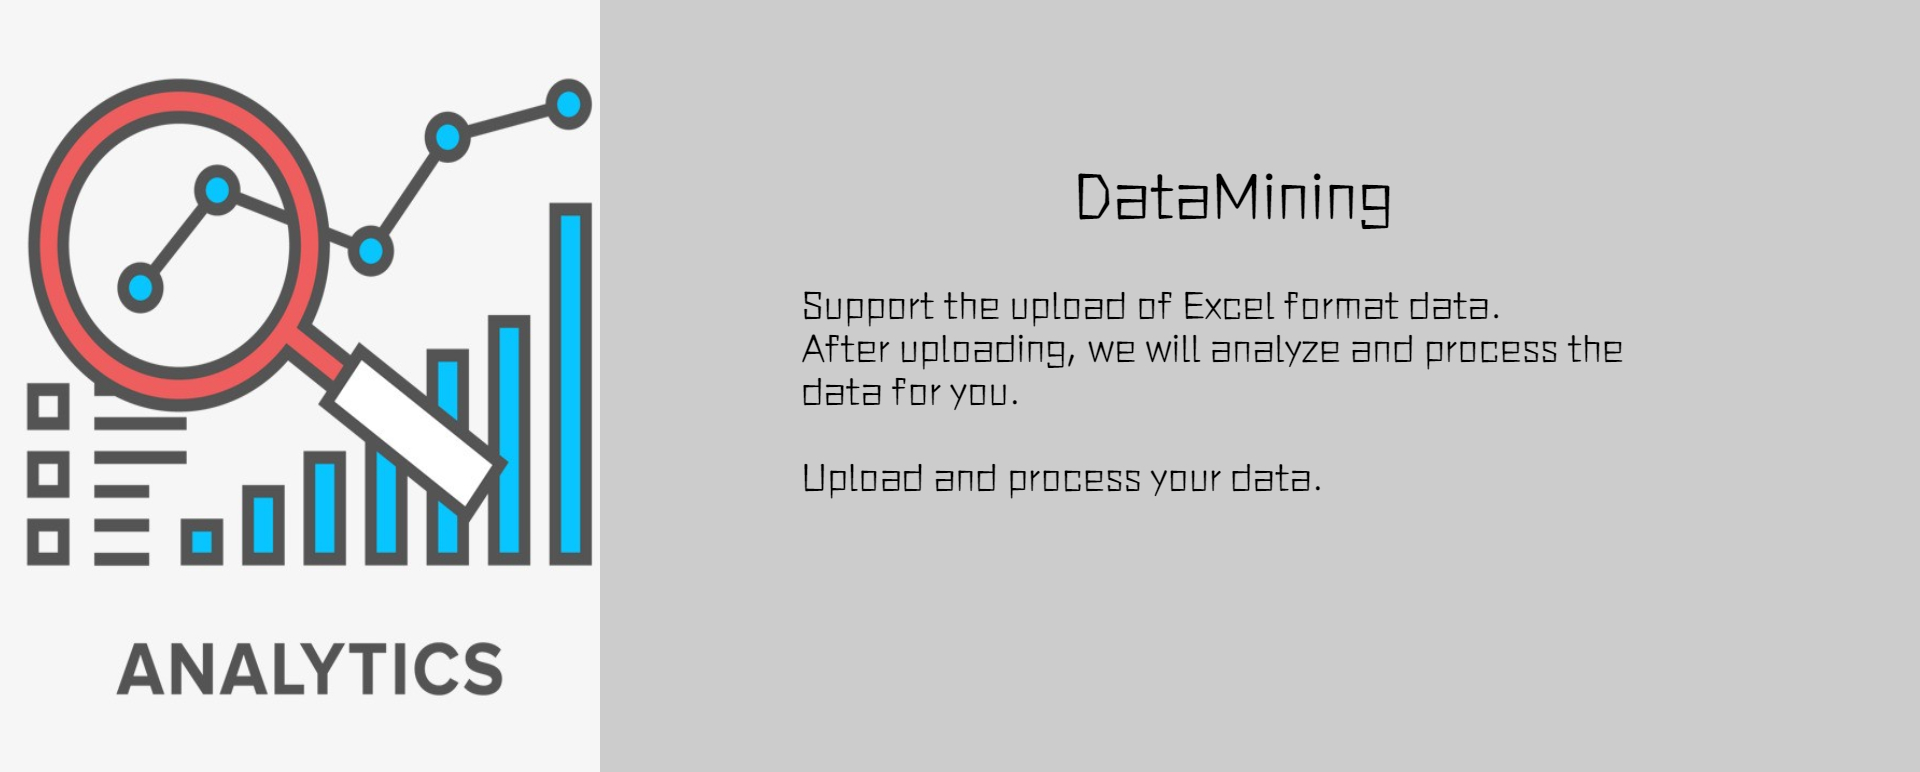 ANALYTICS
DataMining
Support the upload of Excel format data.
After uploading, we will analyze and process the
data for you.
Upload and process your data.